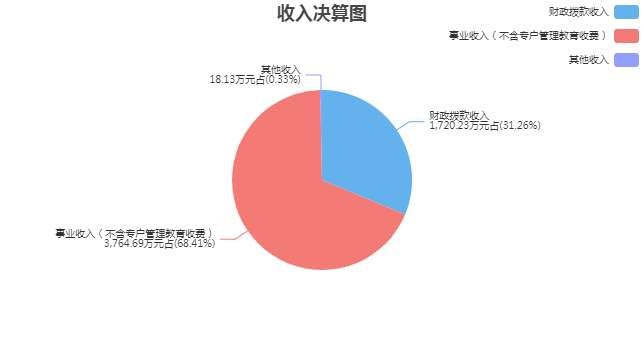 收入决算图
财政拨款收入
事业收入（不含专户管理教育收费）
其他收入
其他收入
18.13万元占(0.33%)
财政拨款收入
1,720.23万元占(31.26%)
事业收入（不含专户管理教育收费）
3,764.69万元占(68.41%)